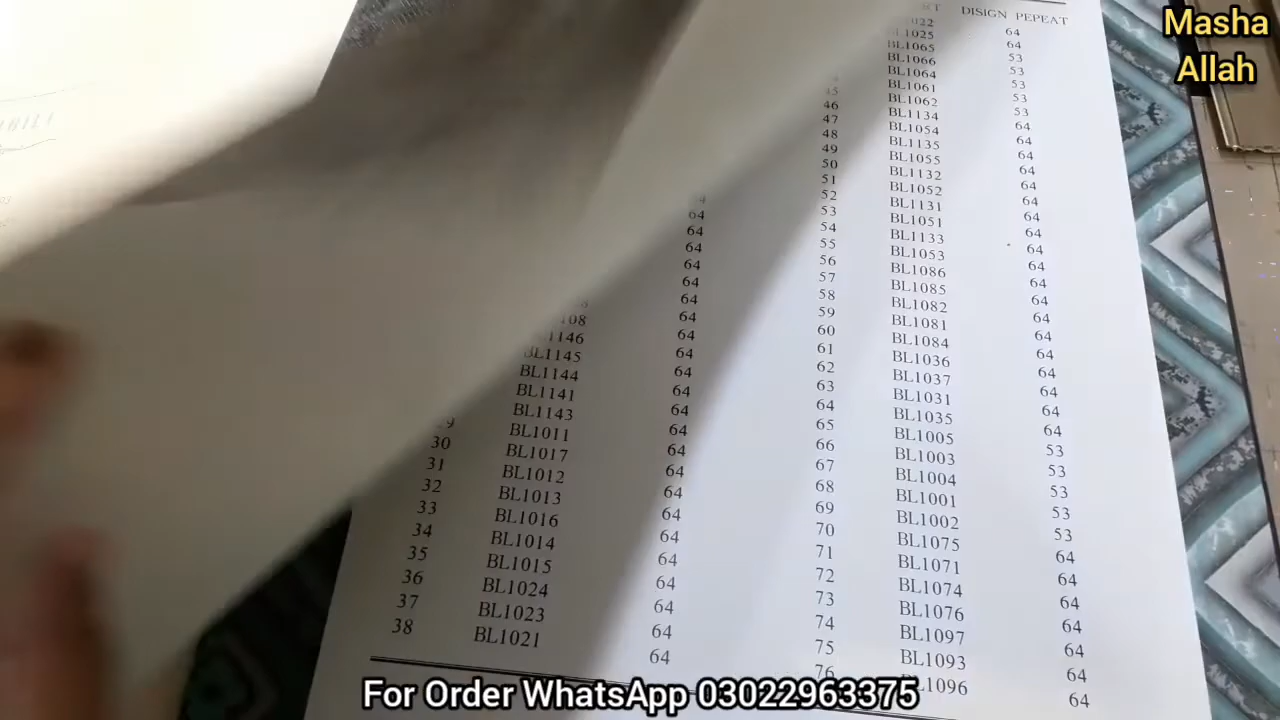 Masha
Allah
DISIGN PEPEAT
64
BL1025 64
BL1065 53
BL1066 53
BL1064 53
BL1061 53
BL1062 53
46 BL1134 64
47 BL1054 64
48 BL1135 64
49 BL1055 64
50 BL1132 64
51 BL1052 64
52 BL1131 64
53 BL1051 64
64 54 BL1133 64
64 55 BL1053 64
64 56 BL1086 64
64 57 BL1085 64
64 58 BL1082 64
64 59 BL1081 64
64 60 BL1084 64
64 61 BL1036 64
1146 64 62 BL1037 64
BL1145 64 63 BL1031 64
BL1144 64 64 BL1035 64
BL1141 64 65 BL1005 53
BL1143 64 66 BL1003 53
BL1011 64 67 BL1004 53
30 BL1017 64 68 BL1001 53
31 BL1012 64 69 BL1002 53
32 BL1013 64 70 BL1075 64
33 BL1016 64 71 BL1071 64
34 BL1014 64 72 BL1074 64
35 BL1015 64 73 BL1076 64
36 BL1024 64 74 BL1097 64
37 BL1023 64 75 BL1093 64
38 BL1021 64 76 BL1096 64
For Order WhatsApp 03022963375